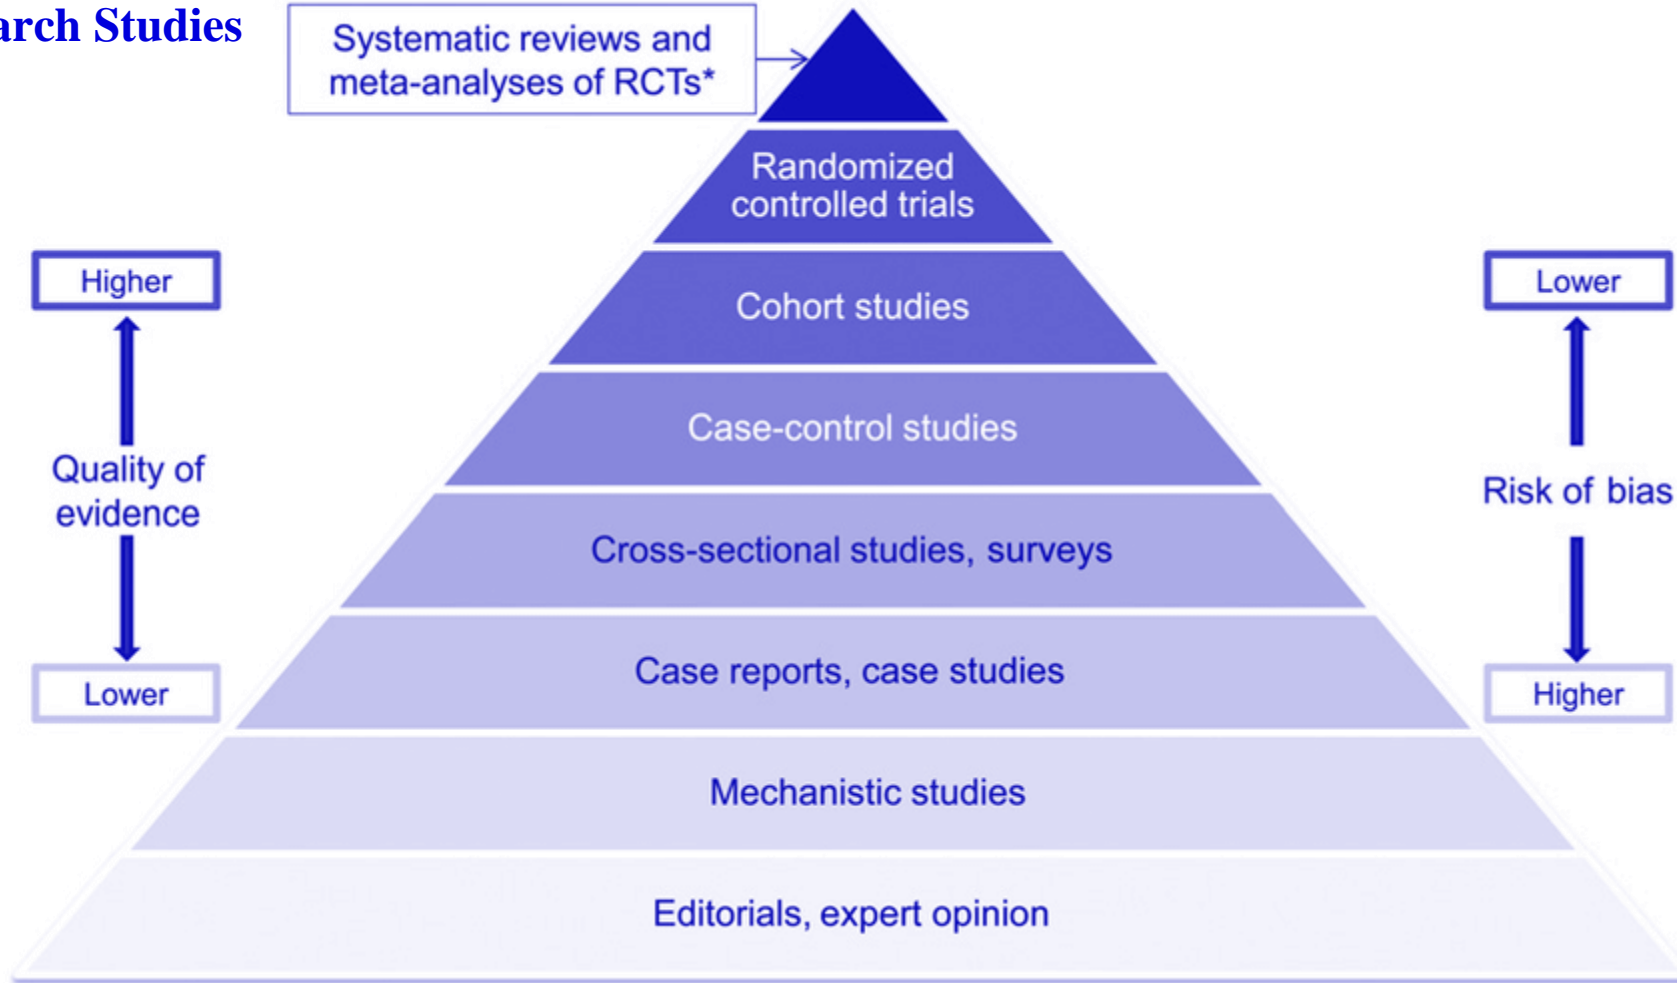 arch Studies
Systematic reviews and
meta-analyses of RCTs*
Randomized
controlled trials
Higher
Lower
Cohort studies
Case-control studies
Quality of
evidence
Risk of bias
Cross-sectional studies, surveys
Case reports, case studies
Lower
Higher
Mechanistic studies
Editorials, expert opinion